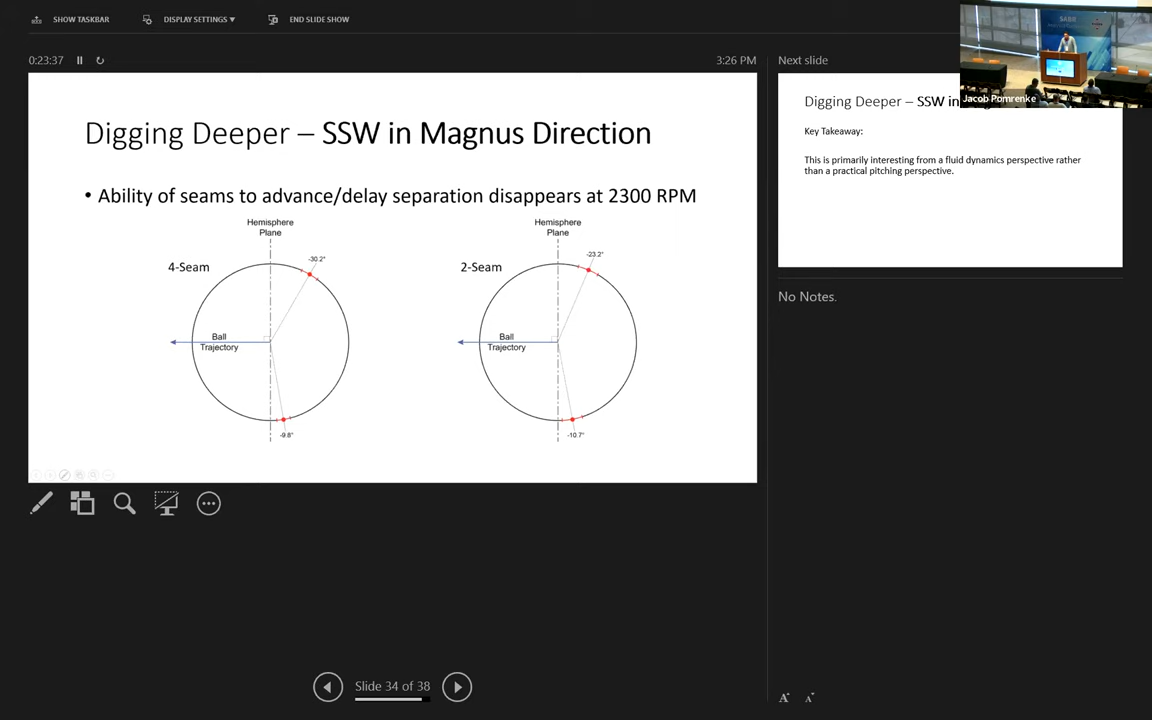 SHOW TASKBAR
DISPLAY SETTINGS ▼
END SLIDE SHOW
0:23:37
3:26 PM
Digging Deeper – SSW in Magnus Direction
• Ability of seams to advance/delay separation disappears at 2300 RPM
Hemisphere
Plane
4-Seam
-30.2°
Ball
Trajectory
-9.8°
Hemisphere
Plane
2-Seam
-23.2°
Ball
Trajectory
-10.7°
Slide 34 of 38
Next slide
Digging Deeper – SSW in
Key Takeaway:
This is primarily interesting from a fluid dynamics perspective rather
than a practical pitching perspective.
No Notes.
A
A
SABR
Jacob Pomrenke